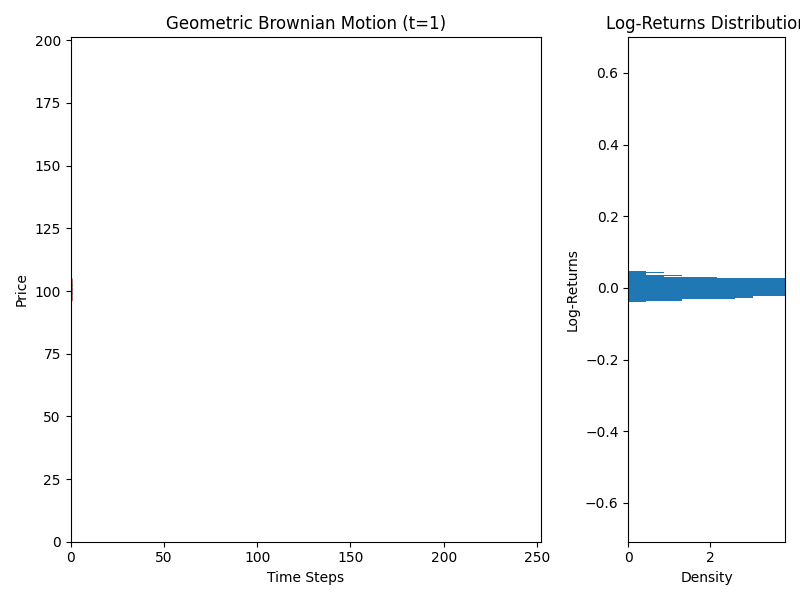 Geometric Brownian Motion (t=1)
Log-Returns Distribution
200
175
150
125
100
75
50
25
0
Price
0 50 100 150 200 250
Time Steps
0.6
0.4
0.2
0.0
−0.2
−0.4
−0.6
Log-Returns
0 2
Density